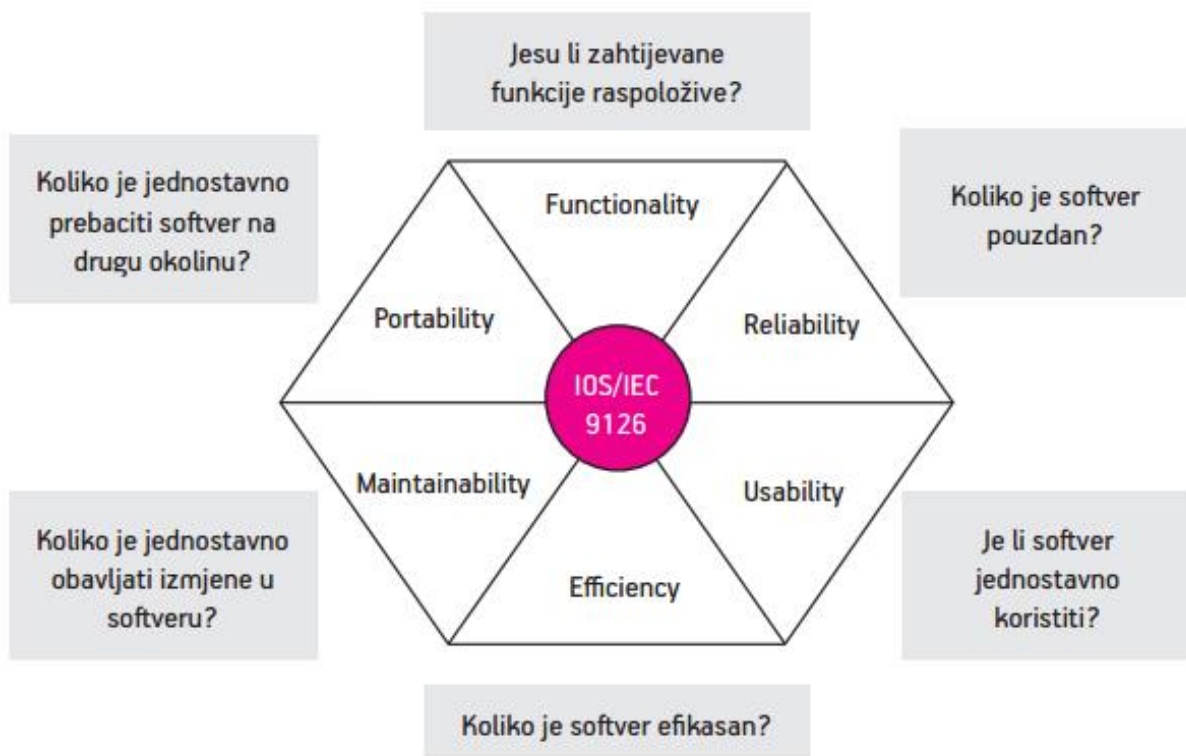 Jesu li zahtijevane
funkcije raspoložive?
Koliko je jednostavno
prebaciti softver na
drugu okolinu?
Functionality
Koliko je softver
pouzdan?
Portability
Reliability
IOS/IEC
9126
Maintainability
Usability
Koliko je jednostavno
obavljati izmjene u
softveru?
Efficiency
Je li softver
jednostavno
koristiti?
Koliko je softver efikasan?